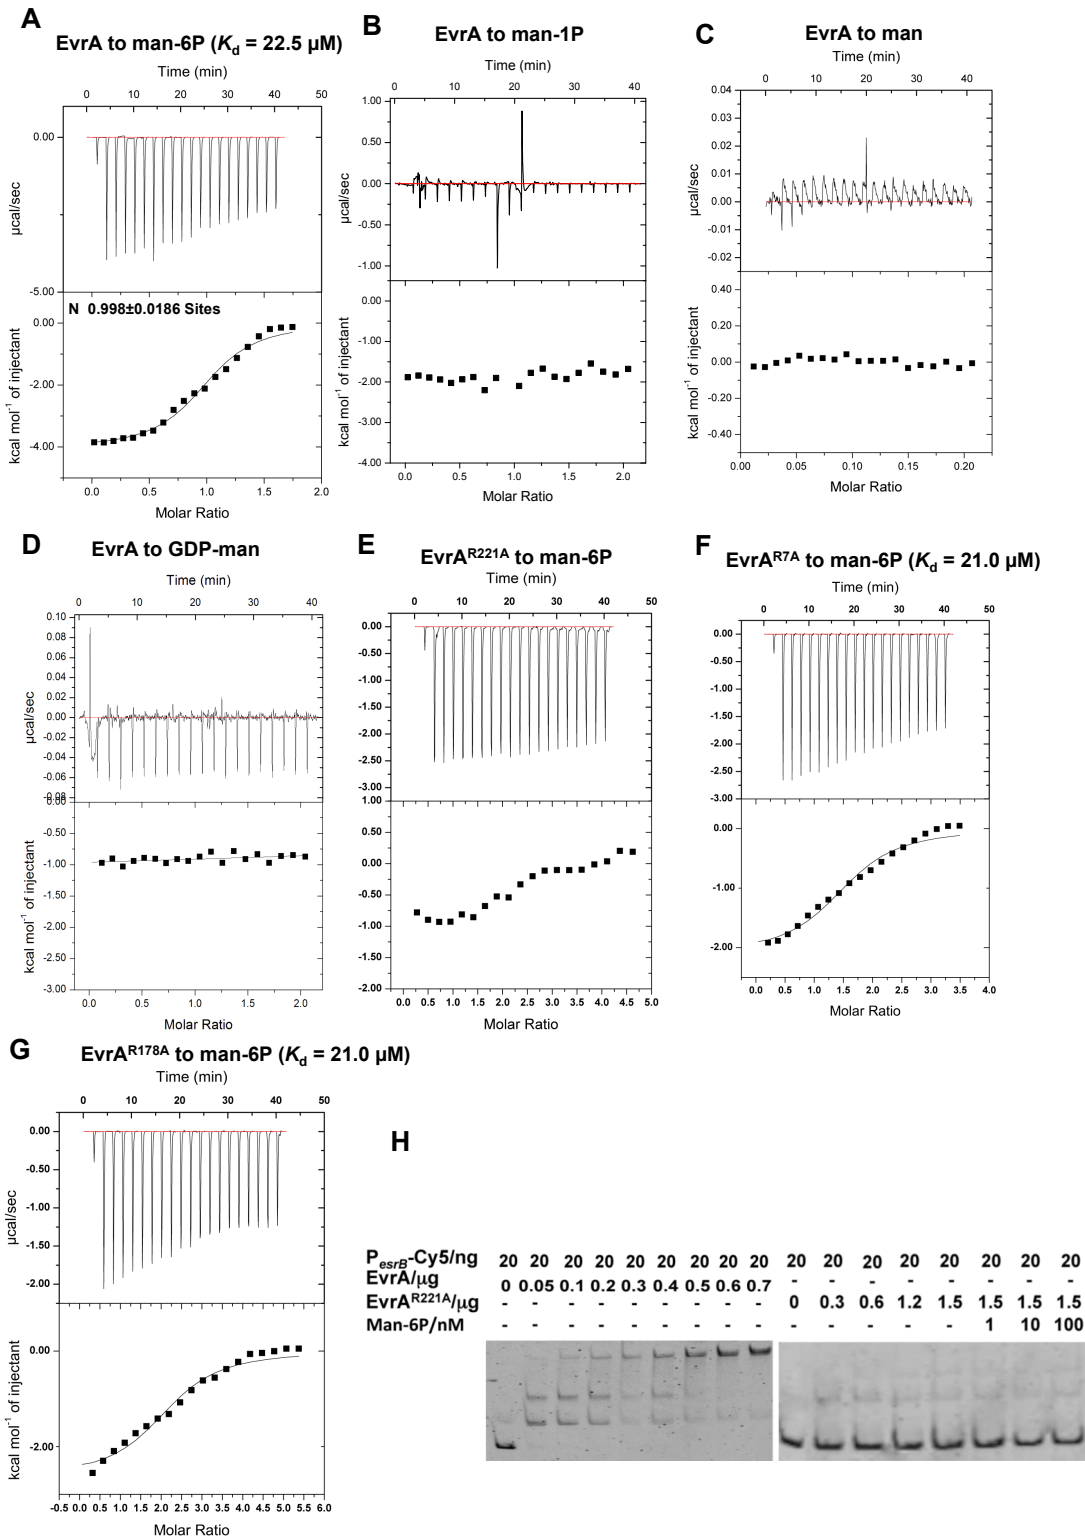 A
EvrA to man-6P (Kd = 22.5 µM)
Time (min)
0 10 20 30 40 50
0.00
-5.00
µcal/sec
N 0.998±0.0186 Sites
0.00
-2.00
-4.00
kcal mol-1 of injectant
0.0 0.5 1.0 1.5 2.0
Molar Ratio
B
EvrA to man-1P
Time (min)
0 10 20 30 40
1.00
0.50
0.00
-0.50
-1.00
µcal/sec
0.00
-1.00
-2.00
-3.00
-4.00
kcal mol-1 of injectant
0.0 0.5 1.0 1.5 2.0
Molar Ratio
C
EvrA to man
Time (min)
0 10 20 30 40
0.04
0.03
0.02
0.01
0.00
-0.01
-0.02
µcal/sec
0.40
0.20
0.00
-0.20
-0.40
kcal mol-1 of injectant
0.00 0.05 0.10 0.15 0.20
Molar Ratio
D
EvrA to GDP-man
Time (min)
0 10 20 30 40
0.10
0.08
0.06
0.04
0.02
0.00
-0.02
-0.04
-0.06
-0.08
µcal/sec
0.00
-0.50
-1.00
-1.50
-2.00
-2.50
-3.00
kcal mol-1 of injectant
0.0 0.5 1.0 1.5 2.0
Molar Ratio
E
EvrAR221A to man-6P
Time (min)
0 10 20 30 40 50
0.00
-0.50
-1.00
-1.50
-2.00
-2.50
-3.00
µcal/sec
1.00
0.50
0.00
-0.50
-1.00
-1.50
-2.00
kcal mol-1 of injectant
0.0 0.5 1.0 1.5 2.0 2.5 3.0 3.5 4.0 4.5 5.0
Molar Ratio
F
EvrAR7A to man-6P (Kd = 21.0 µM)
Time (min)
0 10 20 30 40 50
0.00
-0.50
-1.00
-1.50
-2.00
-2.50
-3.00
µcal/sec
0.00
-1.00
-2.00
kcal mol-1 of injectant
0.0 0.5 1.0 1.5 2.0 2.5 3.0 3.5 4.0
Molar Ratio
G
EvrAR178A to man-6P (Kd = 21.0 µM)
Time (min)
0 10 20 30 40 50
0.00
-0.50
-1.00
-1.50
-2.00
µcal/sec
0.00
-2.00
kcal mol-1 of injectant
-0.5 0.0 0.5 1.0 1.5 2.0 2.5 3.0 3.5 4.0 4.5 5.0 5.5 6.0
Molar Ratio
H
PesrB-Cy5/ng 20 20 20 20 20 20 20 20 20 20 20 20 20 20 20 20 20
EvrA/µg 0 0.05 0.1 0.2 0.3 0.4 0.5 0.6 0.7 - - - - - - - -
EvrAR221A/µg - - - - - - - - - 0 0.3 0.6 1.2 1.5 1.5 1.5 1.5
Man-6P/nM - - - - - - - - - - - - - - 1 10 100